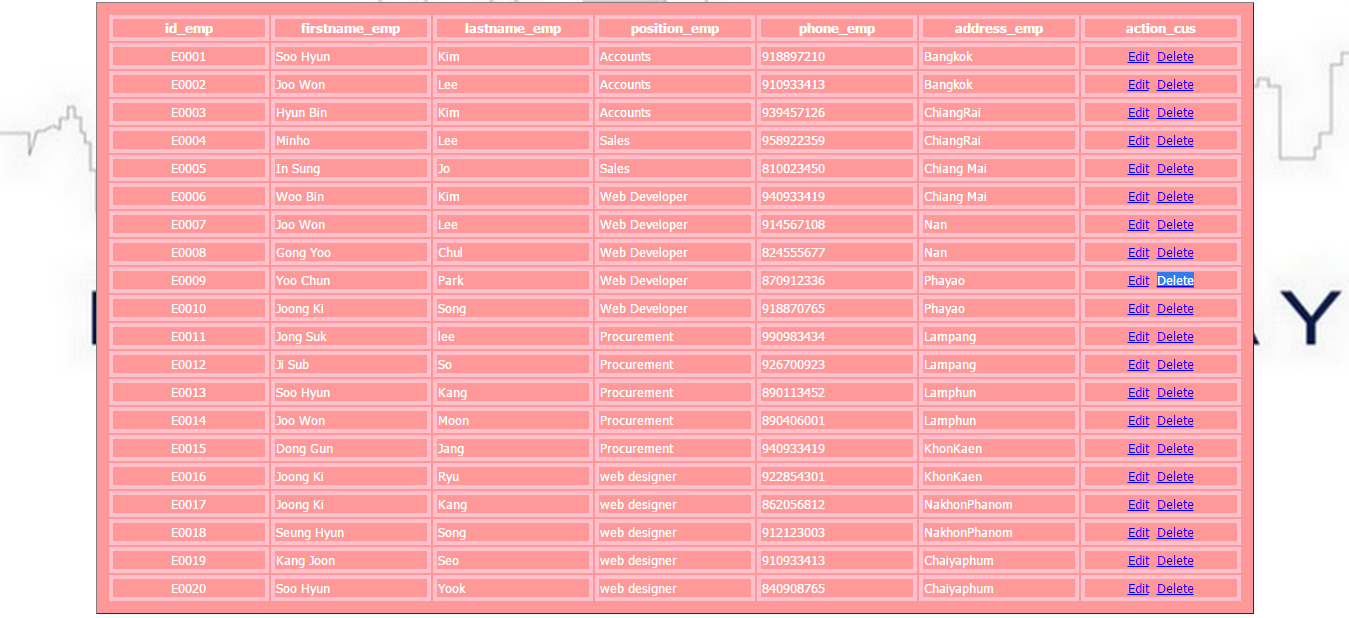 id_emp firstname_emp lastname_emp position_emp phone_emp address_emp action_cus
E0001 Soo Hyun Kim Accounts 918897210 Bangkok Edit Delete
E0002 Joo Won Lee Accounts 910933413 Bangkok Edit Delete
E0003 Hyun Bin Kim Accounts 939457126 ChiangRai Edit Delete
E0004 Minho Lee Sales 958922359 ChiangRai Edit Delete
E0005 In Sung Jo Sales 810023450 Chiang Mai Edit Delete
E0006 Woo Bin Kim Web Developer 940933419 Chiang Mai Edit Delete
E0007 Joo Won Lee Web Developer 914567108 Nan Edit Delete
E0008 Gong Yoo Chul Web Developer 824555677 Nan Edit Delete
E0009 Yoo Chun Park Web Developer 870912336 Phayao Edit Delete
E0010 Joong Ki Song Web Developer 918870765 Phayao Edit Delete
E0011 Jong Suk lee Procurement 990983434 Lampang Edit Delete
E0012 Ji Sub So Procurement 926700923 Lampang Edit Delete
E0013 Soo Hyun Kang Procurement 890113452 Lamphun Edit Delete
E0014 Joo Won Moon Procurement 890406001 Lamphun Edit Delete
E0015 Dong Gun Jang Procurement 940933419 KhonKaen Edit Delete
E0016 Joong Ki Ryu web designer 922854301 KhonKaen Edit Delete
E0017 Joong Ki Kang web designer 862056812 NakhonPhanom Edit Delete
E0018 Seung Hyun Song web designer 912123003 NakhonPhanom Edit Delete
E0019 Kang Joon Seo web designer 910933413 Chaiyaphum Edit Delete
E0020 Soo Hyun Yook web designer 840908765 Chaiyaphum Edit Delete
Y